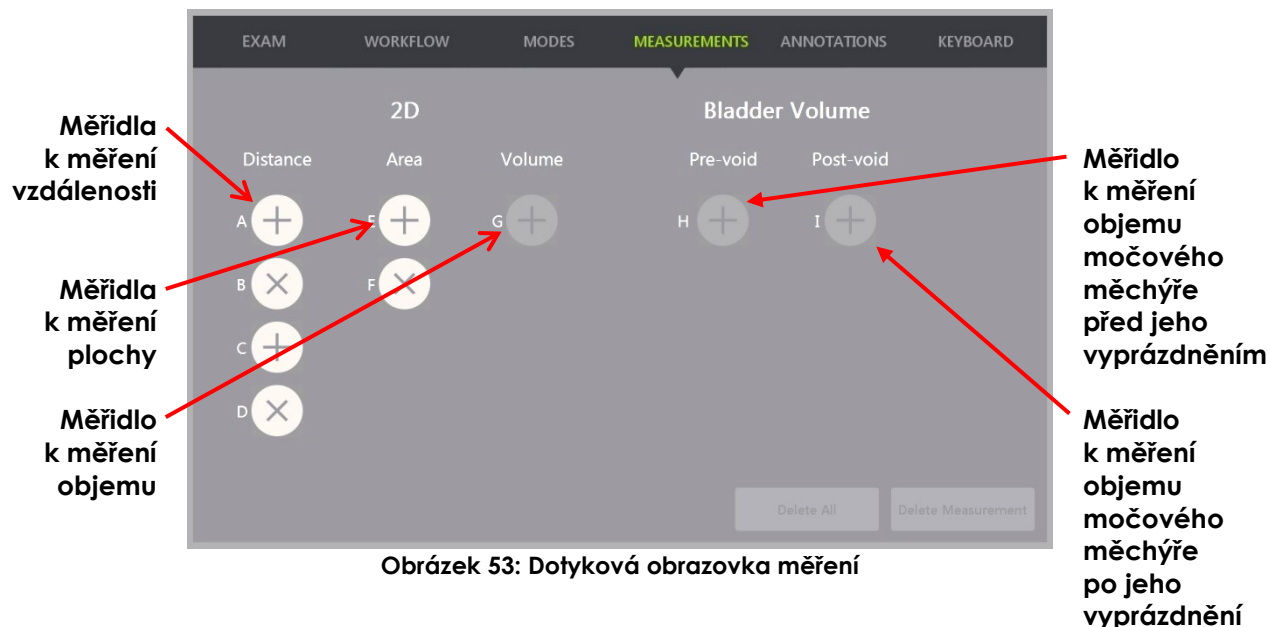 EXAM WORKFLOW MODES MEASUREMENTS ANNOTATIONS KEYBOARD
2D Bladder Volume
Distance Area Volume Pre-void Post-void
A E G H I
B F
C
D
Delete All Delete Measurement
Měřidla
k měření
vzdálenosti
Měřidla
k měření
plochy
Měřidlo
k měření
objemu
Měřidlo
k měření
objemu
močového
měchýře
před jeho
vyprázdněním
Měřidlo
k měření
objemu
močového
měchýře
po jeho
vyprázdnění
Obrázek 53: Dotyková obrazovka měření